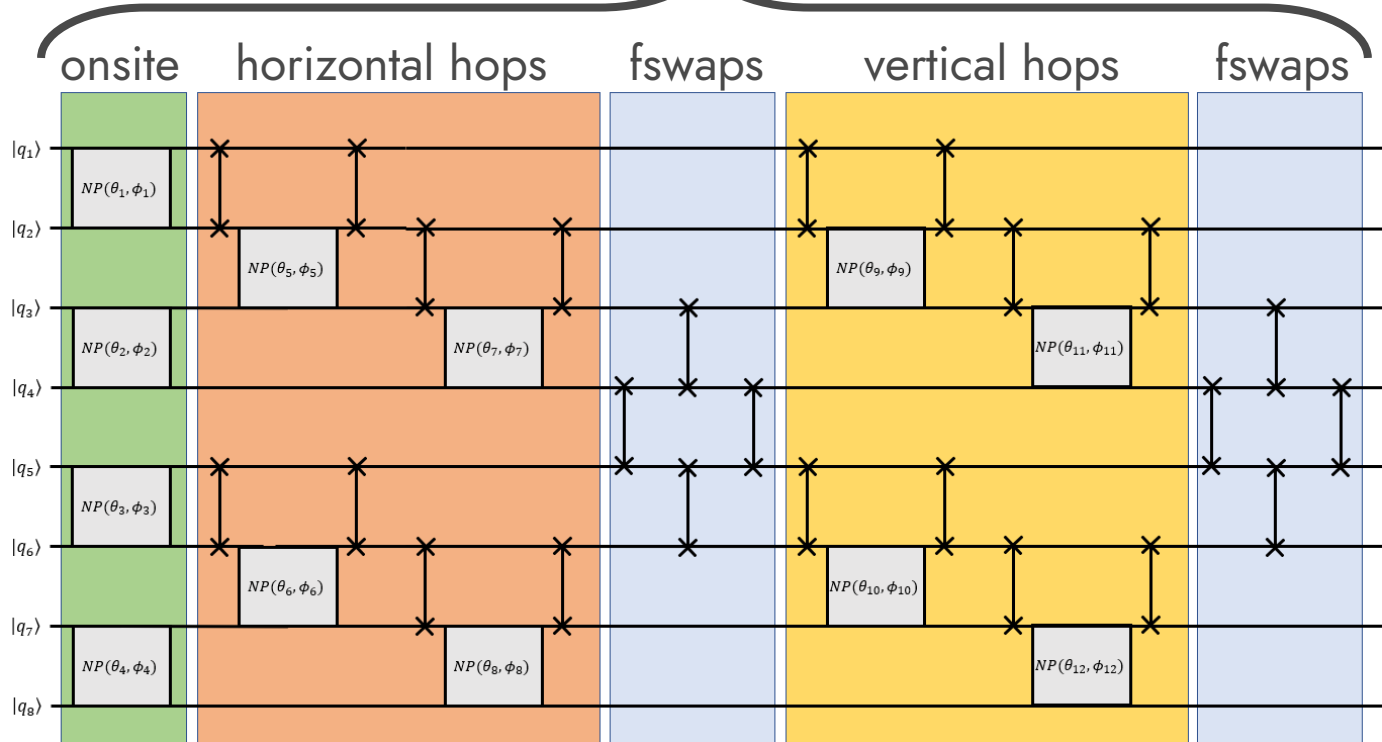 onsite horizontal hops fswaps vertical hops fswaps
|q₁⟩
NP(θ₁, ϕ₁)
|q₂⟩
NP(θ₅, ϕ₅) NP(θ₉, ϕ₉)
|q₃⟩
NP(θ₂, ϕ₂) NP(θ₇, ϕ₇) NP(θ₁₁, ϕ₁₁)
|q₄⟩
|q₅⟩
NP(θ₃, ϕ₃)
|q₆⟩
NP(θ₆, ϕ₆) NP(θ₁₀, ϕ₁₀)
|q₇⟩
NP(θ₄, ϕ₄) NP(θ₈, ϕ₈) NP(θ₁₂, ϕ₁₂)
|q₈⟩